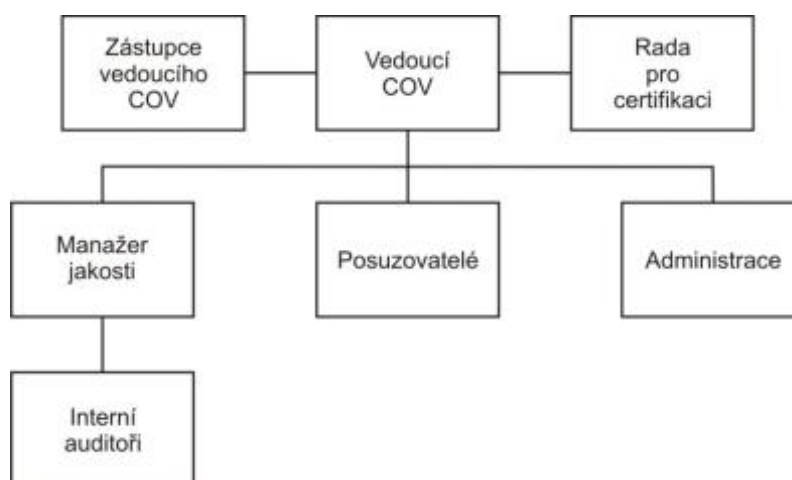 Zástupce
vedoucího
COV
Vedoucí
COV
Rada
pro
certifikaci
Manažer
jakosti
Posuzovatelé
Administrace
Interní
auditoři